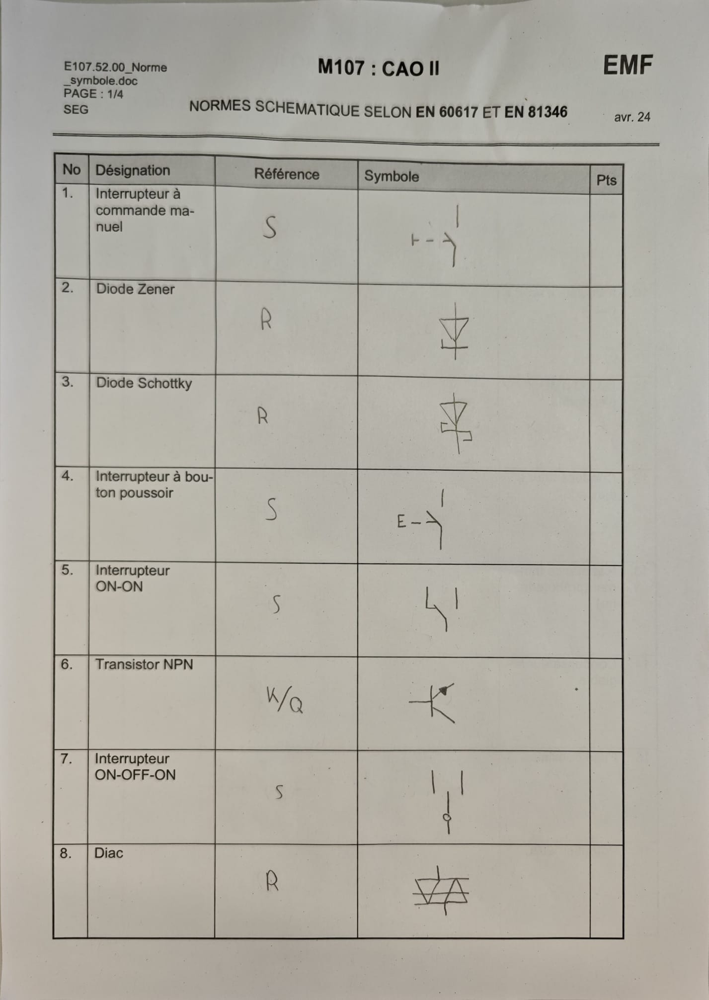 E107.52.00_Norme
_symbole.doc
PAGE : 1/4
SEG
M107 : CAO II
NORMES SCHEMATIQUE SELON EN 60617 ET EN 81346
EMF
avr. 24
No Désignation Référence Symbole Pts
1. Interrupteur à
commande ma-
nuel
S
2. Diode Zener
R
3. Diode Schottky
R
4. Interrupteur à bou-
ton poussoir
S
E
5. Interrupteur
ON-ON
S
6. Transistor NPN
K/Q
7. Interrupteur
ON-OFF-ON
S
8. Diac
R